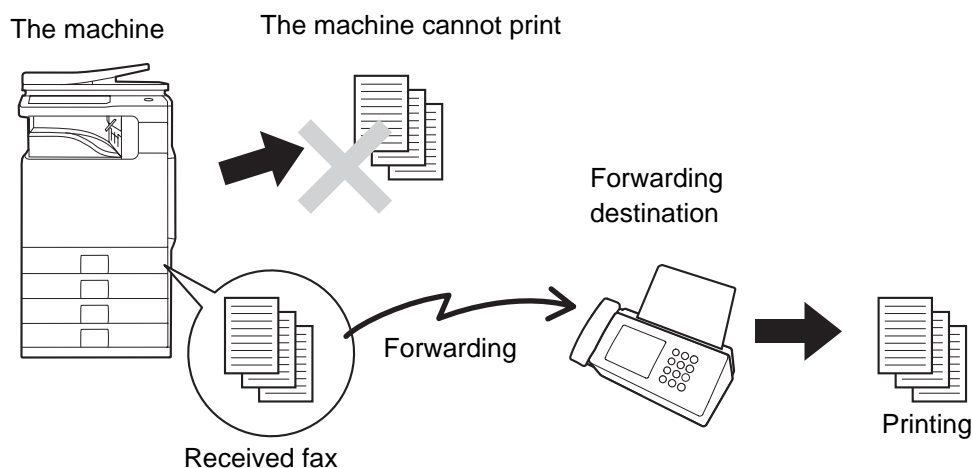 The machine
The machine cannot print
Forwarding
destination
Forwarding
Printing
Received fax